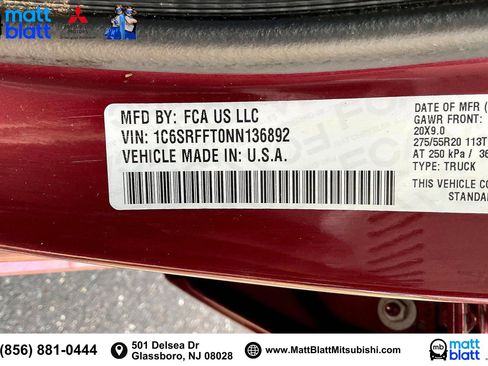 matt
blatt
MFD BY: FCA US LLC
VIN: 1C6SRFFT0NN136892
VEHICLE MADE IN: U.S.A.
DATE OF MFR
GAWR FRONT:
20X9.0
275/55R20 113T
AT 250 kPa / 36
TYPE: TRUCK
THIS VEHICLE
STANDAR
(856) 881-0444
501 Delsea Dr
Glassboro, NJ 08028
www.MattBlattMitsubishi.com
mb
matt
blatt